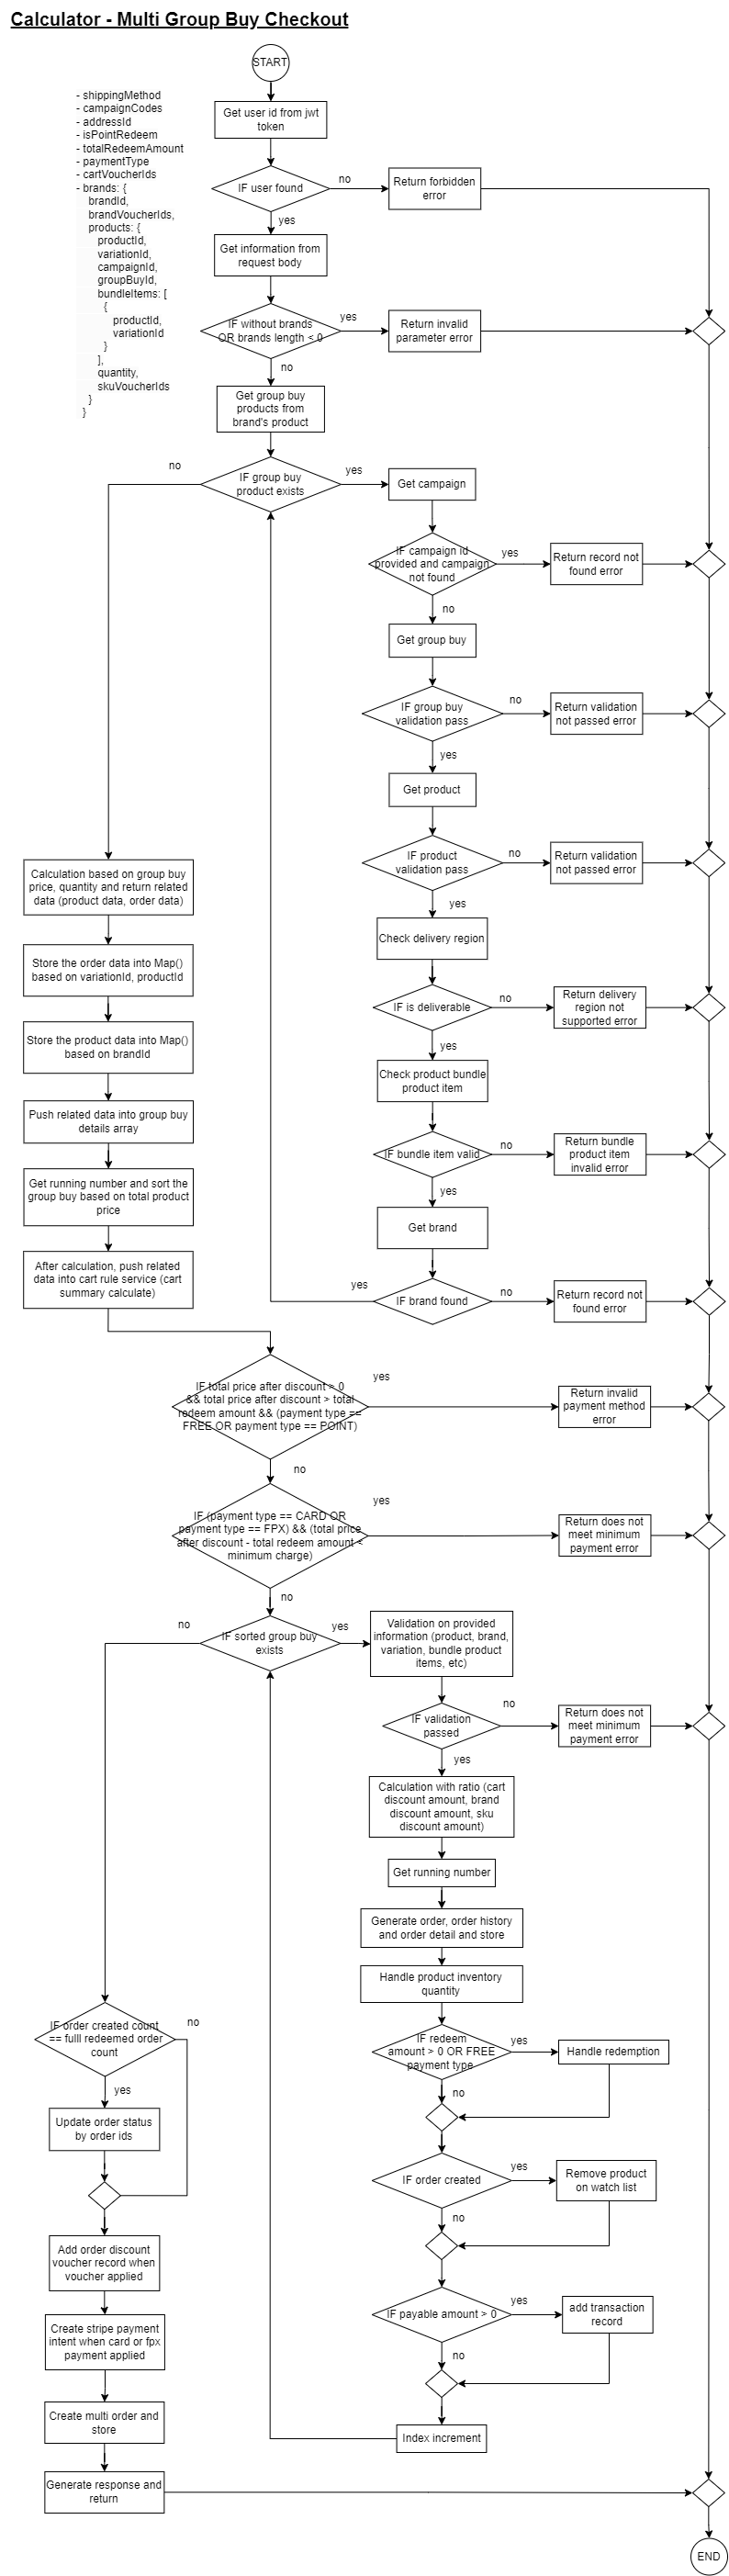 Calculator - Multi Group Buy Checkout
START
- shippingMethod
- campaignCodes
- addressId
- isPointRedeem
- totalRedeemAmount
- paymentType
- cartVoucherIds
- brands: {
brandId,
brandVoucherIds,
products: {
productId,
variationId,
campaignId,
groupBuyId,
bundleItems: [
{
productId,
variationId
}
],
quantity,
skuVoucherIds
}
}
Get user id from jwt
token
IF user found
no
Return forbidden
error
yes
Get information from
request body
IF without brands
OR brands length < 0
yes
Return invalid
parameter error
no
Get group buy
products from
brand's product
IF group buy
product exists
no
yes
Get campaign
IF campaign id
provided and campaign
not found
yes
Return record not
found error
no
Get group buy
IF group buy
validation pass
no
Return validation
not passed error
yes
Get product
IF product
validation pass
no
Return validation
not passed error
yes
Check delivery region
IF is deliverable
no
Return delivery
region not
supported error
yes
Check product bundle
product item
IF bundle item valid
no
Return bundle
product item
invalid error
yes
Get brand
IF brand found
yes
no
Return record not
found error
Calculation based on group buy
price, quantity and return related
data (product data, order data)
Store the order data into Map()
based on variationId, productId
Store the product data into Map()
based on brandId
Push related data into group buy
details array
Get running number and sort the
group buy based on total product
price
After calculation, push related
data into cart rule service (cart
summary calculate)
IF total price after discount > 0
&& total price after discount > total
redeem amount && (payment type ==
FREE OR payment type == POINT)
yes
Return invalid
payment method
error
no
IF (payment type == CARD OR
payment type == FPX) && (total price
after discount - total redeem amount <
minimum charge)
yes
Return does not
meet minimum
payment error
no
IF sorted group buy
exists
no
yes
Validation on provided
information (product, brand,
variation, bundle product
items, etc)
IF validation
passed
no
Return does not
meet minimum
payment error
yes
Calculation with ratio (cart
discount amount, brand
discount amount, sku
discount amount)
Get running number
Generate order, order history
and order detail and store
Handle product inventory
quantity
IF redeem
amount > 0 OR FREE
payment type
yes
Handle redemption
no
IF order created
yes
Remove product
on watch list
no
IF payable amount > 0
yes
add transaction
record
no
Index increment
IF order created count
== fulll redeemed order
count
no
yes
Update order status
by order ids
Add order discount
voucher record when
voucher applied
Create stripe payment
intent when card or fpx
payment applied
Create multi order and
store
Generate response and
return
END